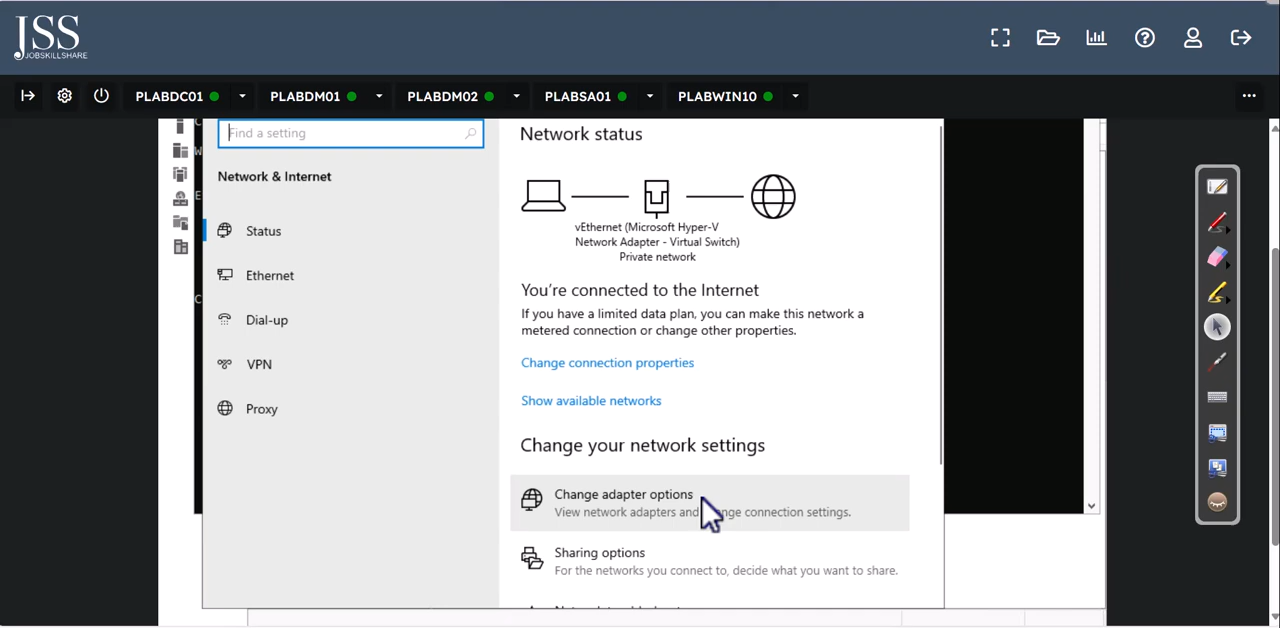 JSS
JOBSKILLSHARE
PLABDC01
PLABDM01
PLABDM02
PLABSA01
PLABWIN10
C
W
E
C
Find a setting
Network & Internet
Status
Ethernet
Dial-up
VPN
Proxy
Network status
vEthernet (Microsoft Hyper-V
Network Adapter - Virtual Switch)
Private network
You're connected to the Internet
If you have a limited data plan, you can make this network a
metered connection or change other properties.
Change connection properties
Show available networks
Change your network settings
Change adapter options
View network adapters and change connection settings.
Sharing options
For the networks you connect to, decide what you want to share.